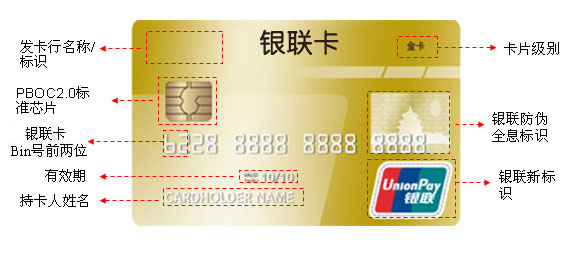 发卡行名称/
标识
银联卡
金卡
卡片级别
PBOC2.0标
准芯片
银联防伪
全息标识
银联卡
Bin号前两位
6228 8888 8888 8888
有效期
10/10
银联新标
识
UnionPay
银联
持卡人姓名
CARDHOLDER NAME